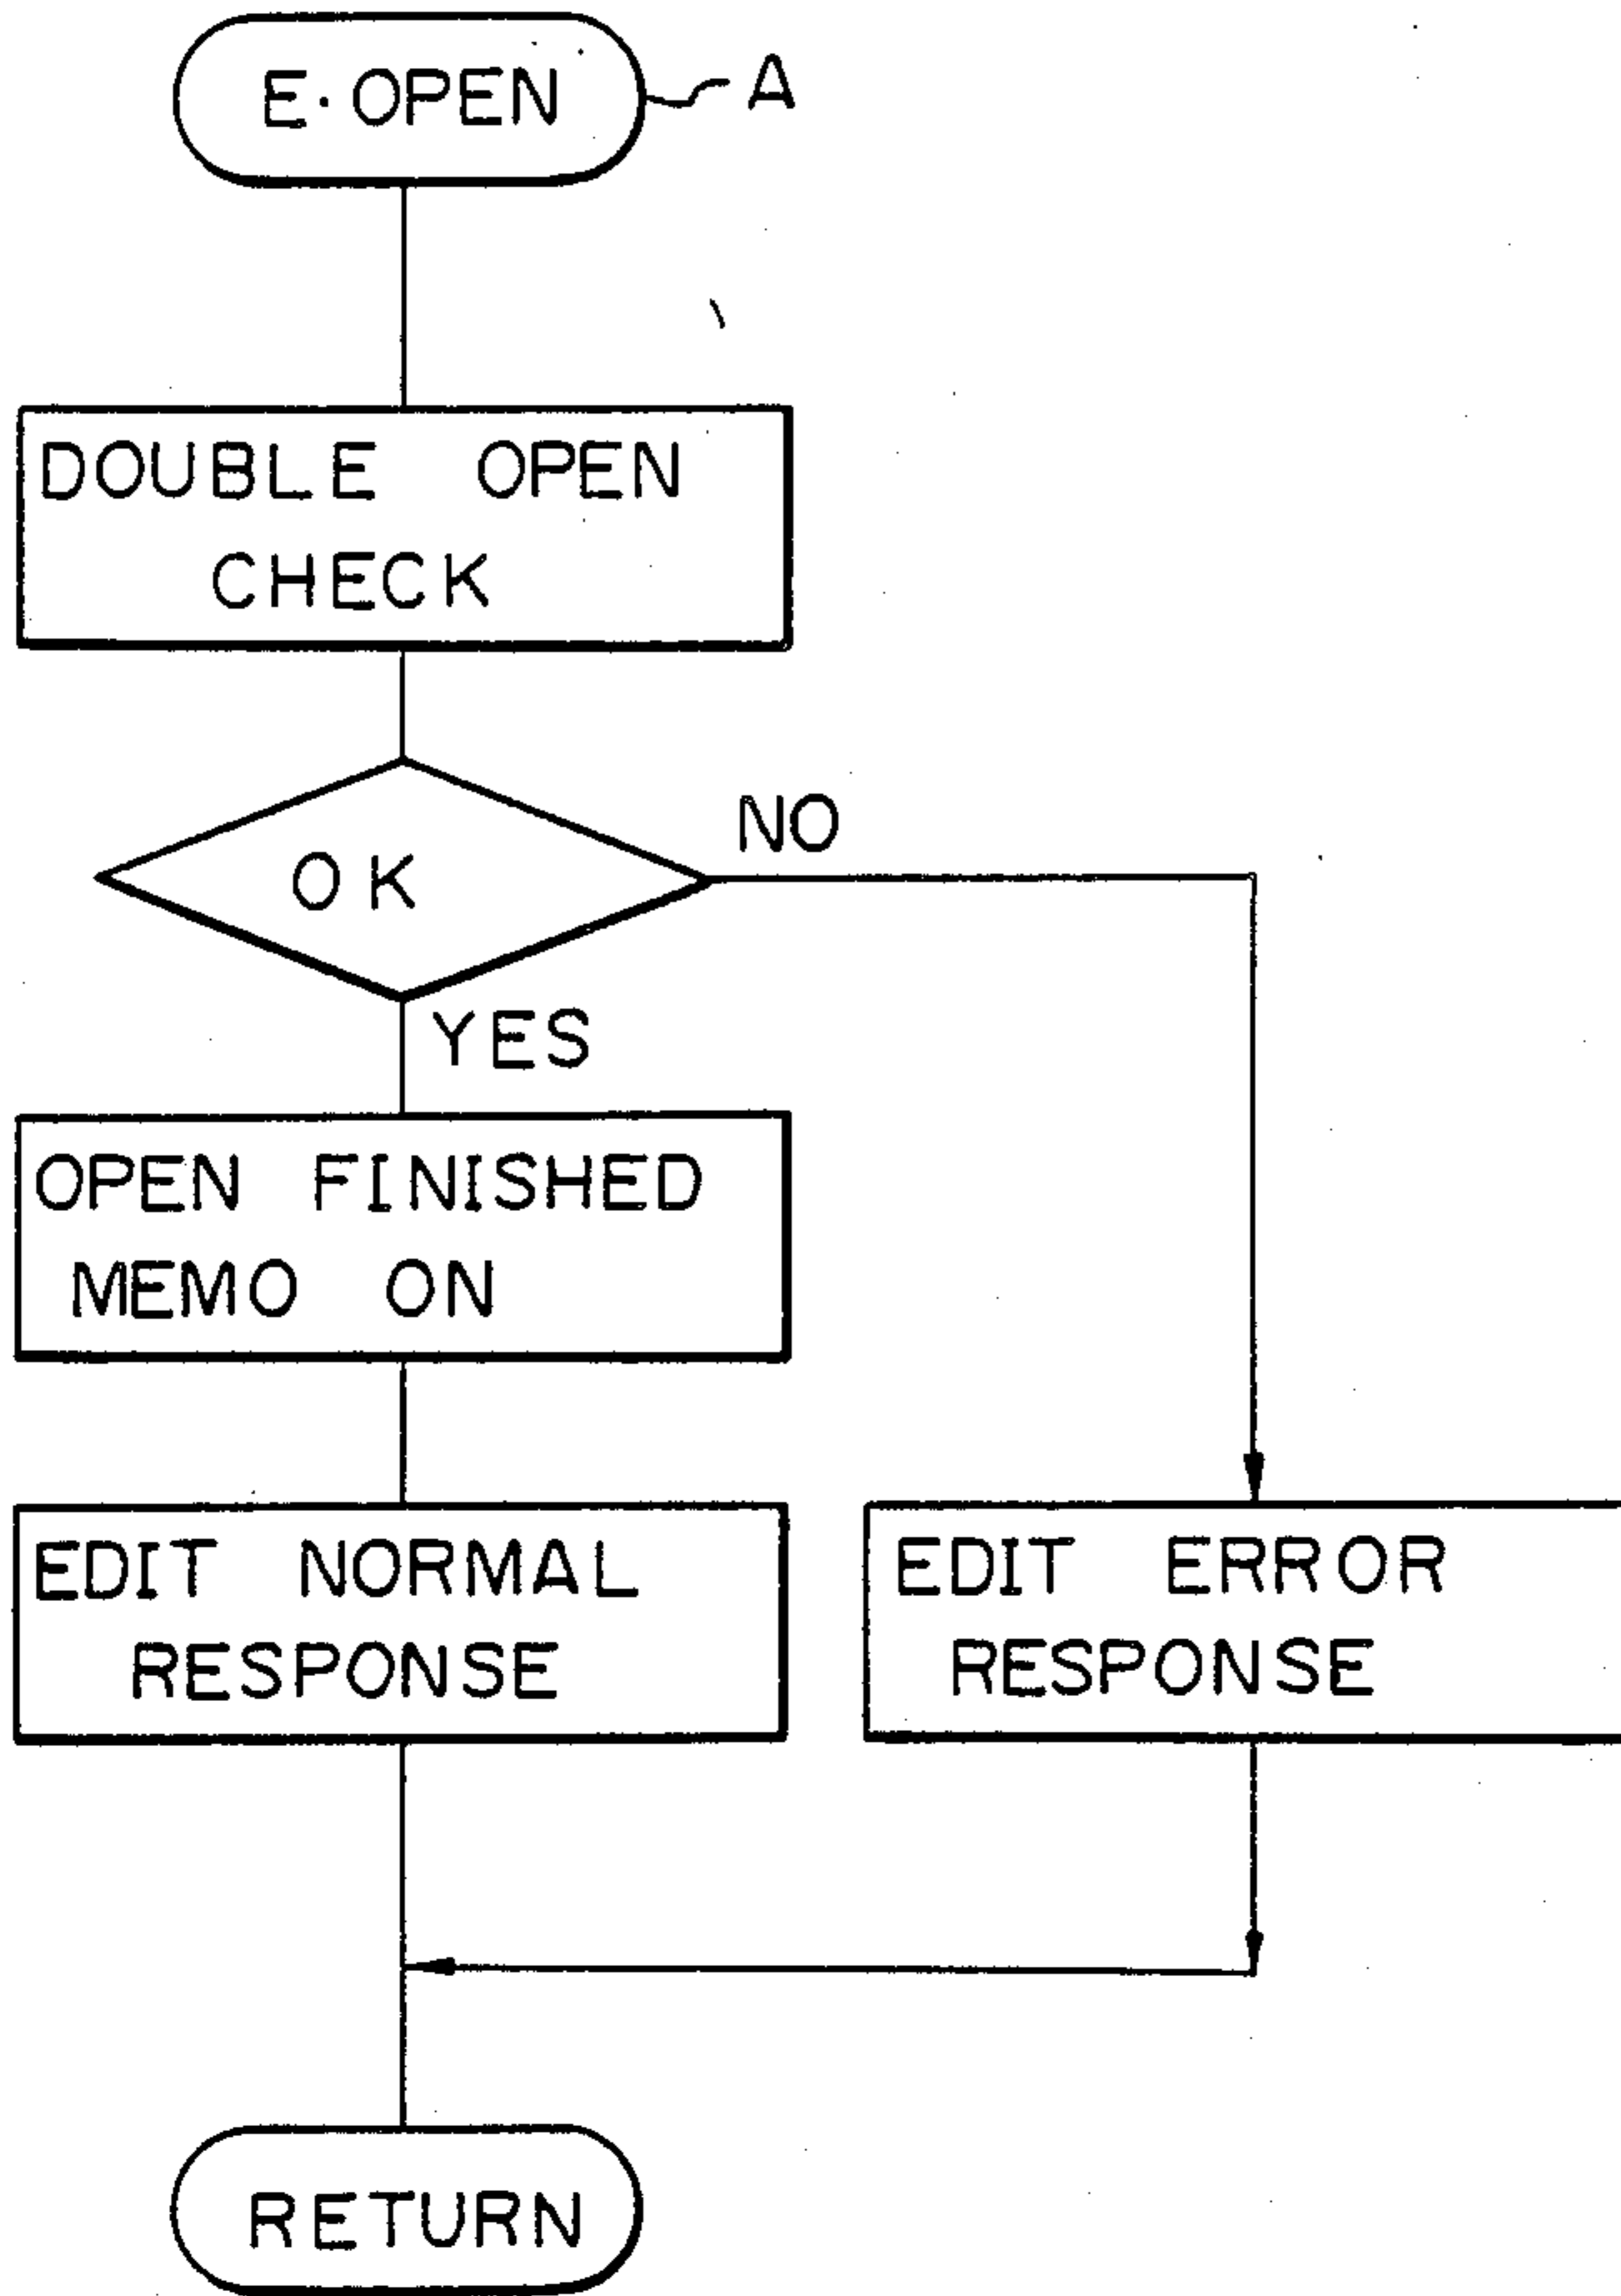 E·OPEN
A
DOUBLE OPEN
CHECK
OK
NO
YES
OPEN FINISHED
MEMO ON
EDIT NORMAL
RESPONSE
EDIT ERROR
RESPONSE
RETURN